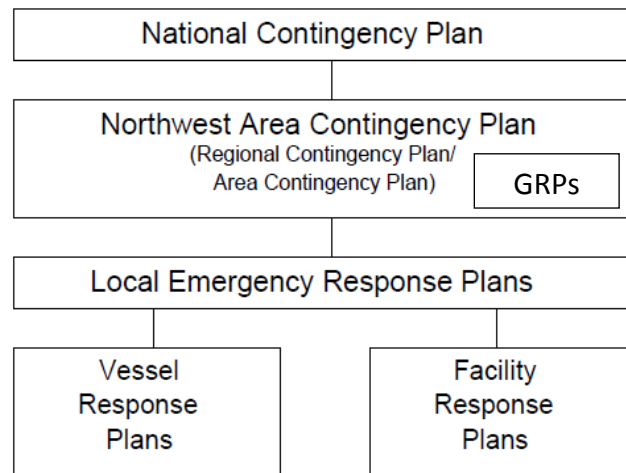 National Contingency Plan
Northwest Area Contingency Plan
(Regional Contingency Plan/
Area Contingency Plan)
GRPs
Local Emergency Response Plans
Vessel
Response
Plans
Facility
Response
Plans